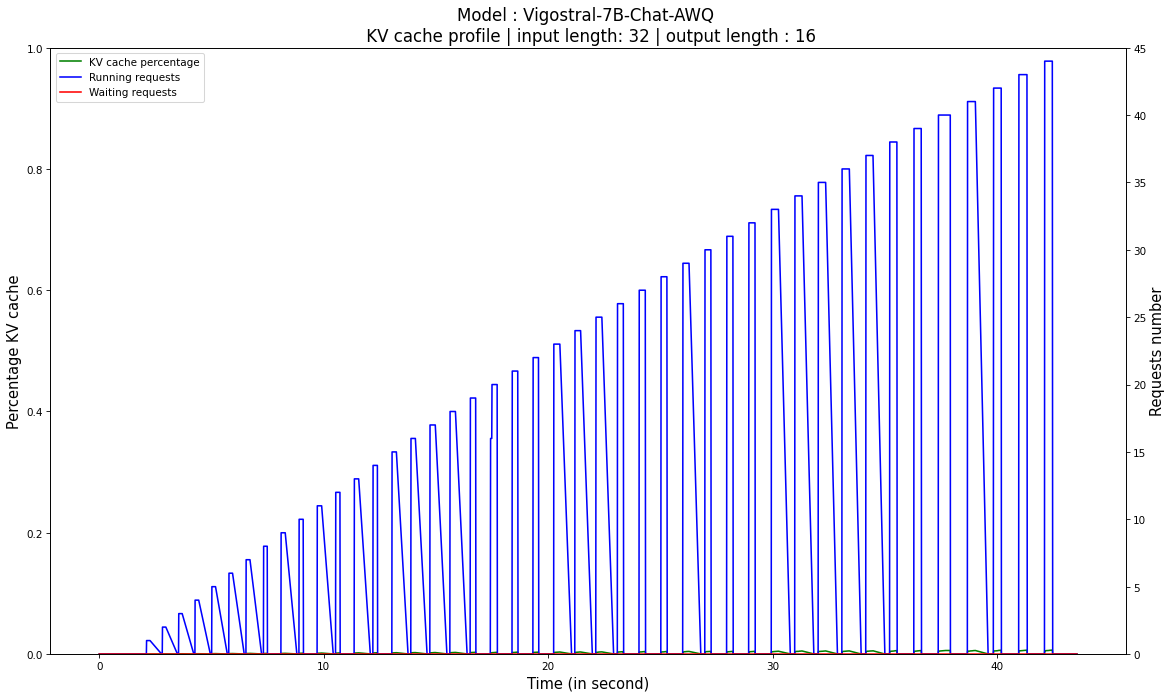 Model : Vigostral-7B-Chat-AWQ
KV cache profile | input length: 32 | output length : 16
KV cache percentage
Running requests
Waiting requests
Percentage KV cache
1.0
0.8
0.6
0.4
0.2
0.0
45
40
35
30
25
20
15
10
5
0
Requests number
0
10
20
30
40
Time (in second)